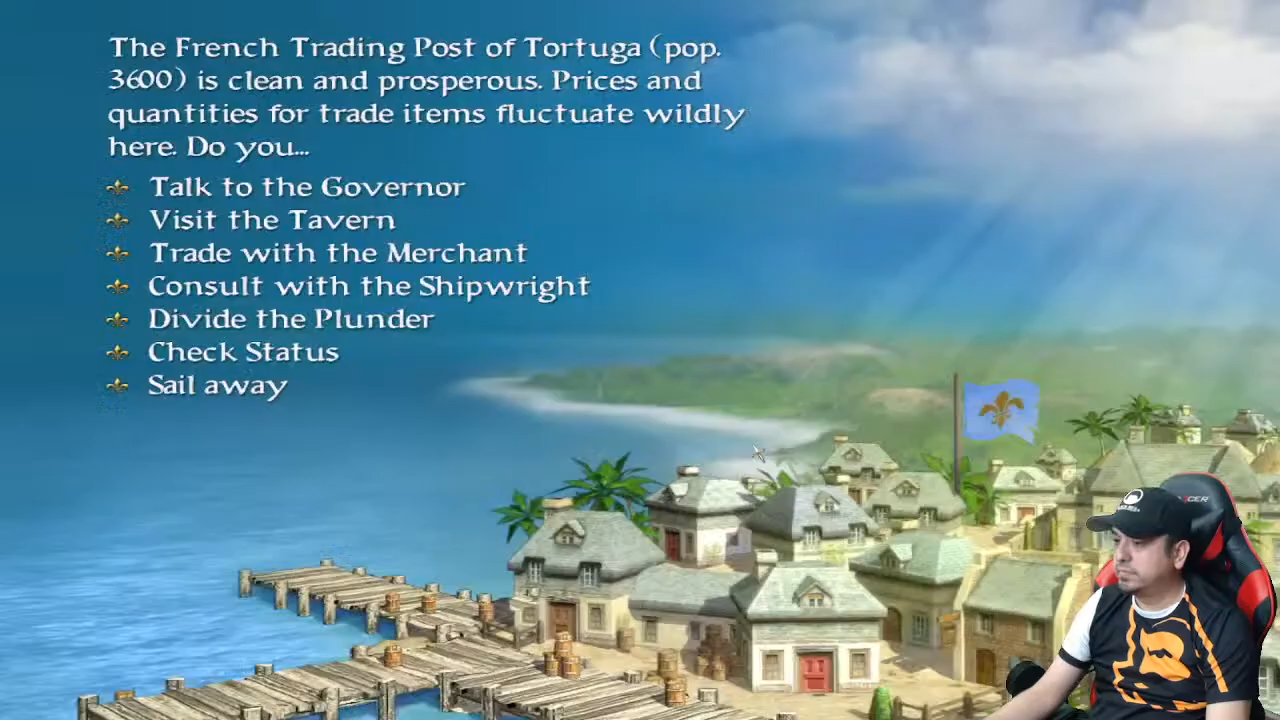 The French Trading Post of Tortuga (pop.
3600) is clean and prosperous. Prices and
quantities for trade items fluctuate wildly
here. Do you...
Talk to the Governor
Visit the Tavern
Trade with the Merchant
Consult with the Shipwright
Divide the Plunder
Check Status
Sail away